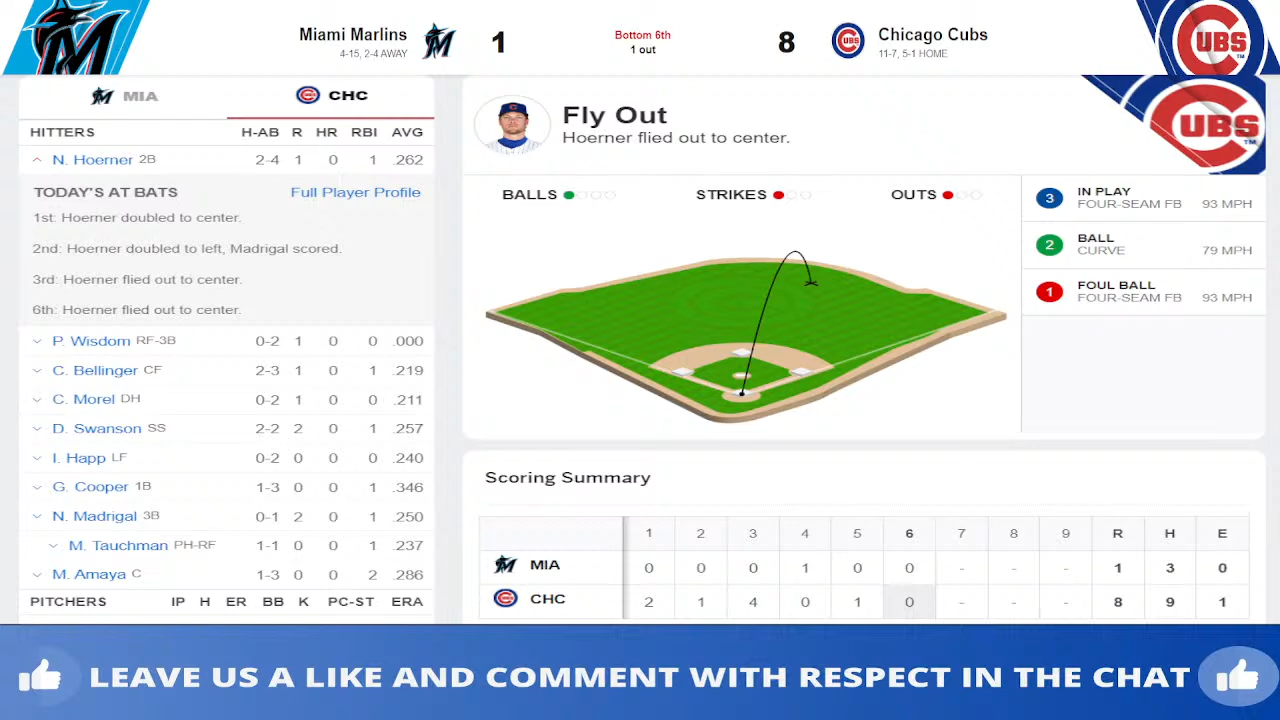 Miami Marlins
4-15, 2-4 AWAY
1
Bottom 6th
1 out
8
Chicago Cubs
11-7, 5-1 HOME
CUBS
MIA
CHC
HITTERS H-AB R HR RBI AVG
N. Hoerner 2B 2-4 1 0 1 .262
TODAY'S AT BATS Full Player Profile
1st: Hoerner doubled to center.
2nd: Hoerner doubled to left, Madrigal scored.
3rd: Hoerner flied out to center.
6th: Hoerner flied out to center.
P. Wisdom RF-3B 0-2 1 0 0 .000
C. Bellinger CF 2-3 1 0 1 .219
C. Morel DH 0-2 1 0 0 .211
D. Swanson SS 2-2 2 0 1 .257
I. Happ LF 0-2 0 0 0 .240
G. Cooper 1B 1-3 0 0 1 .346
N. Madrigal 3B 0-1 2 0 1 .250
M. Tauchman PH-RF 1-1 0 0 1 .237
M. Amaya C 1-3 0 0 2 .286
PITCHERS IP H ER BB K PC-ST ERA
Fly Out
Hoerner flied out to center.
CUBS
BALLS STRIKES OUTS
3 IN PLAY
FOUR-SEAM FB 93 MPH
2 BALL
CURVE 79 MPH
1 FOUL BALL
FOUR-SEAM FB 93 MPH
Scoring Summary
1 2 3 4 5 6 7 8 9 R H E
MIA 0 0 0 1 0 0 - - - 1 3 0
CHC 2 1 4 0 1 0 - - - 8 9 1
LEAVE US A LIKE AND COMMENT WITH RESPECT IN THE CHAT